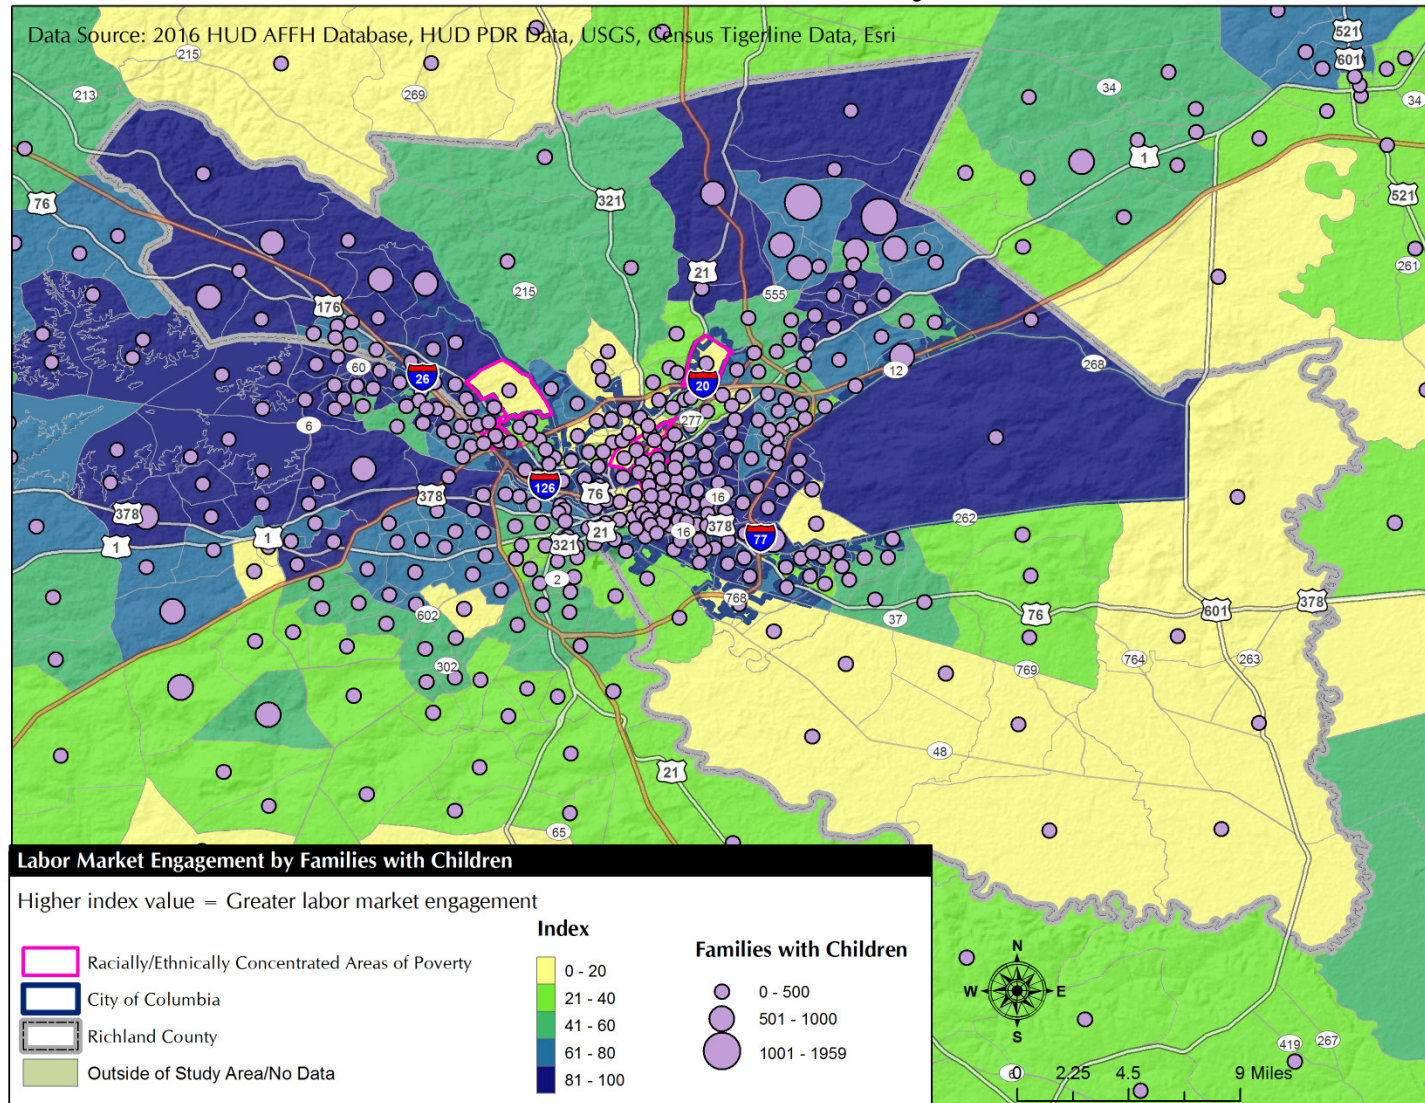 Data Source: 2016 HUD AFFH Database, HUD PDR Data, USGS, Census Tigerline Data, Esri
521
601
215
269
213
34
34
1
76
321
521
21
261
215
555
176
268
60
26
20
12
277
6
126
76
378
16
378
262
1
1
378
21
16
378
77
321
2
768
602
37
76
601
378
302
769
764
263
48
21
65
Labor Market Engagement by Families with Children
Higher index value = Greater labor market engagement
Racially/Ethnically Concentrated Areas of Poverty
City of Columbia
Richland County
Outside of Study Area/No Data
Index
0 - 20
21 - 40
41 - 60
61 - 80
81 - 100
Families with Children
0 - 500
501 - 1000
1001 - 1959
N
W
E
S
419
267
6
0
2.25
4.5
9 Miles